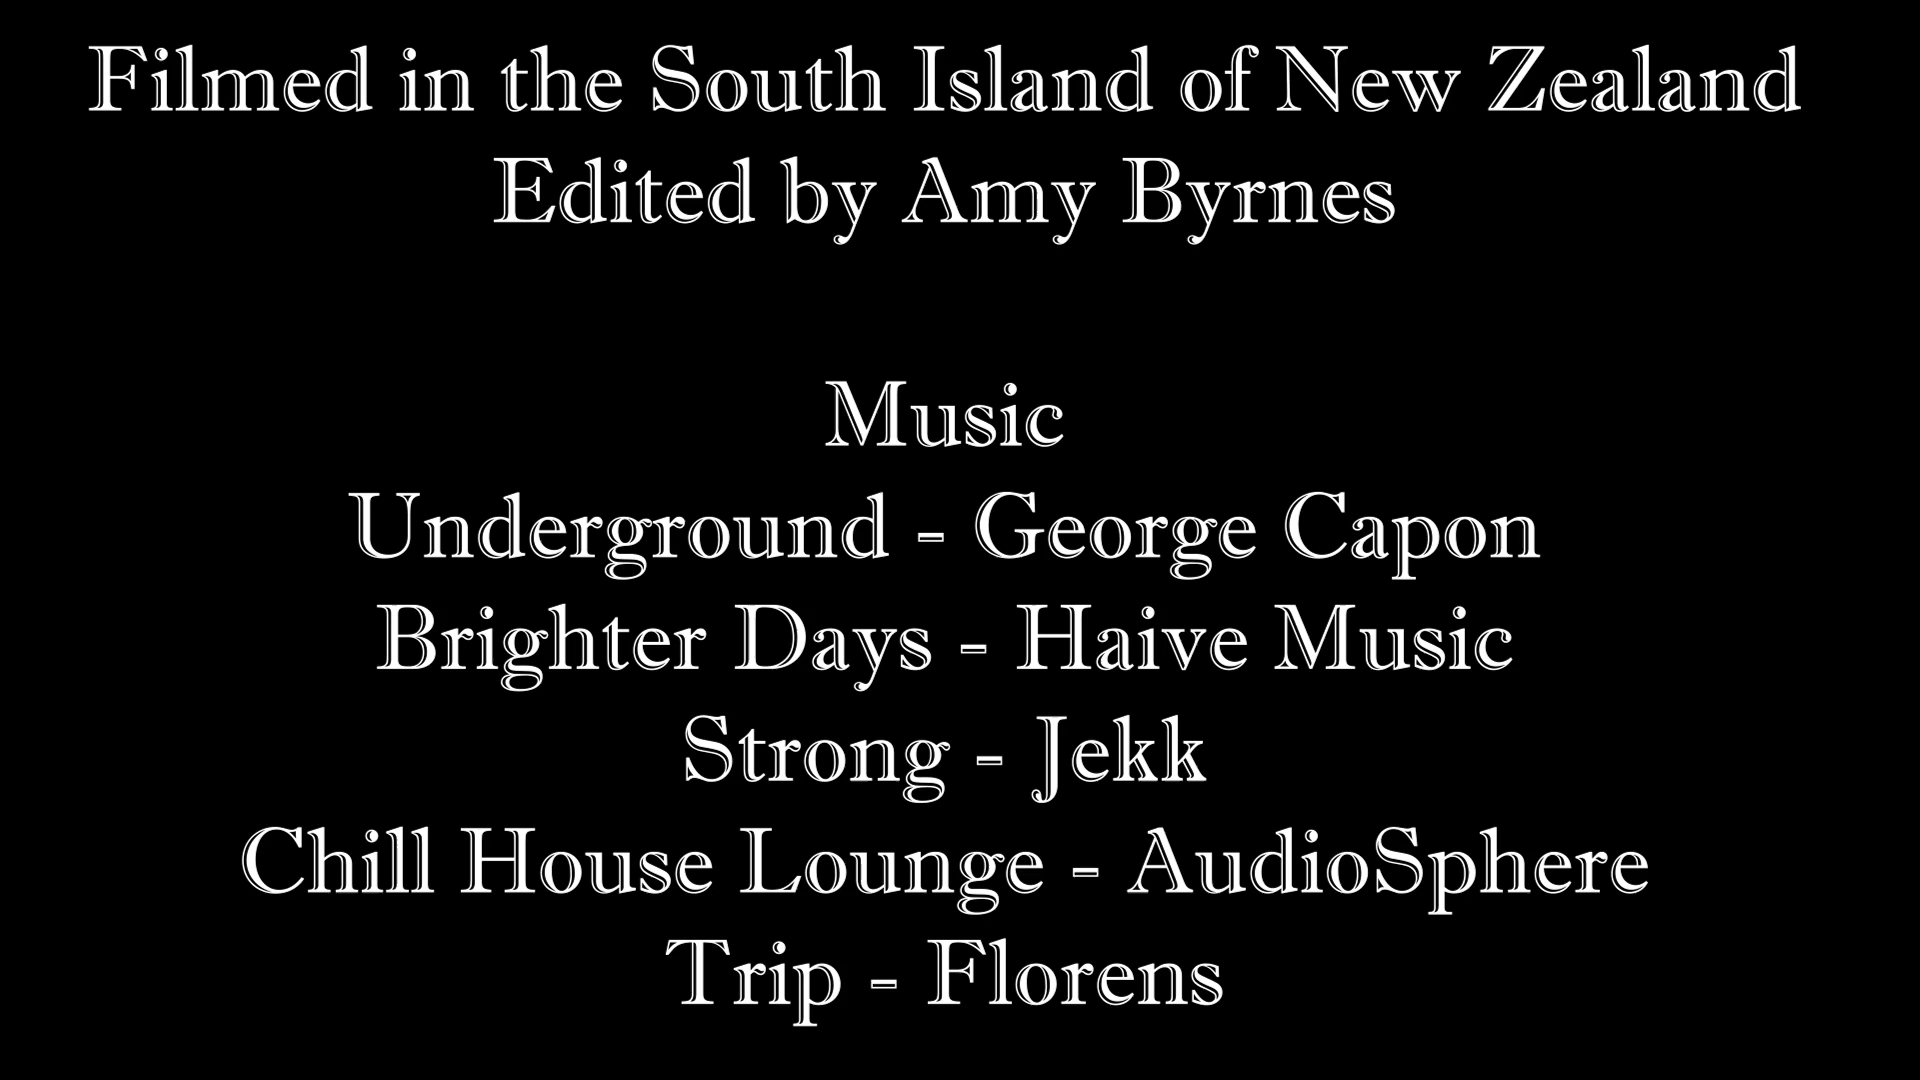 Filmed in the South Island of New Zealand
Edited by Amy Byrnes
Music
Underground - George Capon
Brighter Days - Haive Music
Strong - Jekk
Chill House Lounge - AudioSphere
Trip - Florens